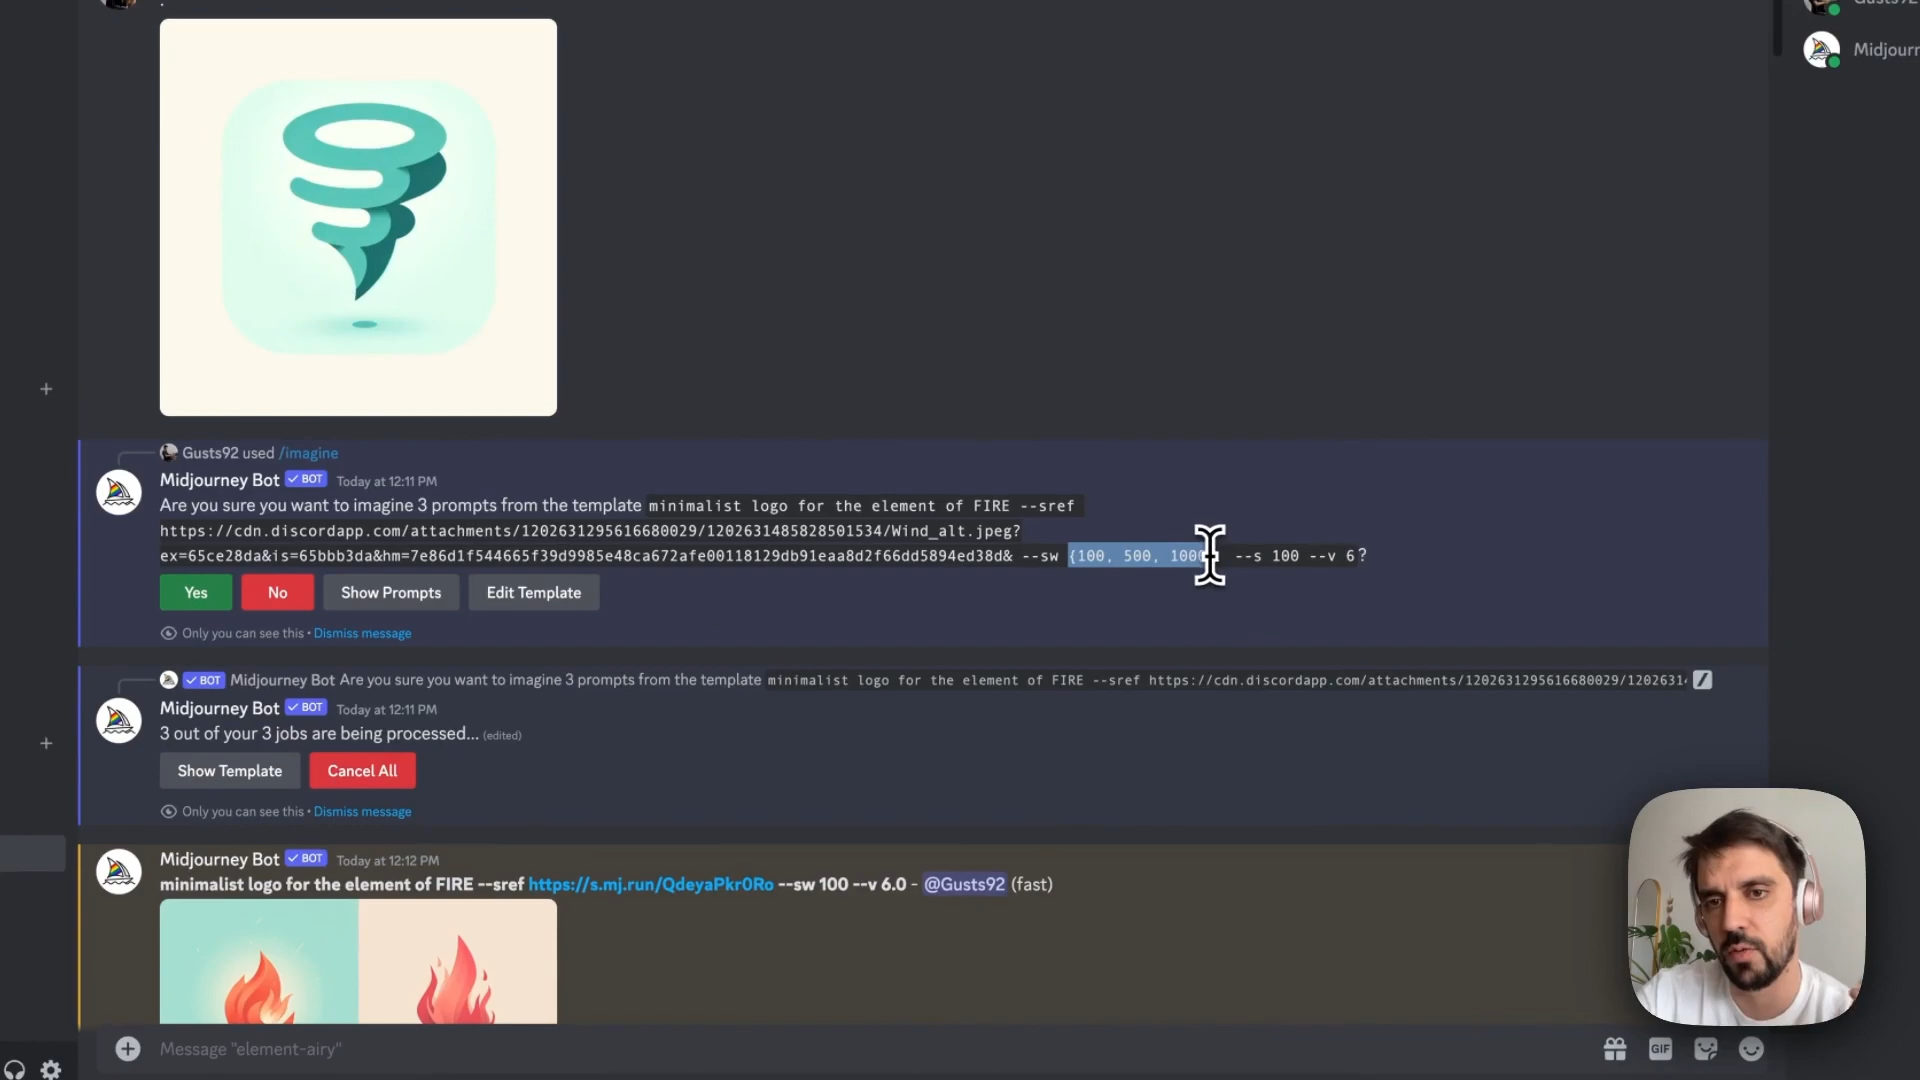 Midjourn
Gusts92 used /imagine
Midjourney Bot ✓ BOT Today at 12:11 PM
Are you sure you want to imagine 3 prompts from the template minimalist logo for the element of FIRE --sref
https://cdn.discordapp.com/attachments/1202631295616680029/1202631485828501534/Wind_alt.jpeg?
ex=65ce28da&is=65bbb3da&hm=7e86d1f544665f39d9985e48ca672afe00118129db91eaa8d2f66dd5894ed38d& --sw {100, 500, 1000 --s 100 --v 6?
Yes No Show Prompts Edit Template
Only you can see this • Dismiss message
✓ BOT Midjourney Bot Are you sure you want to imagine 3 prompts from the template minimalist logo for the element of FIRE --sref https://cdn.discordapp.com/attachments/1202631295616680029/1202631
Midjourney Bot ✓ BOT Today at 12:11 PM
3 out of your 3 jobs are being processed... (edited)
Show Template Cancel All
Only you can see this • Dismiss message
Midjourney Bot ✓ BOT Today at 12:12 PM
minimalist logo for the element of FIRE --sref https://s.mj.run/QdeyaPkr0Ro --sw 100 --v 6.0 - @Gusts92 (fast)
Message "element-airy"
GIF